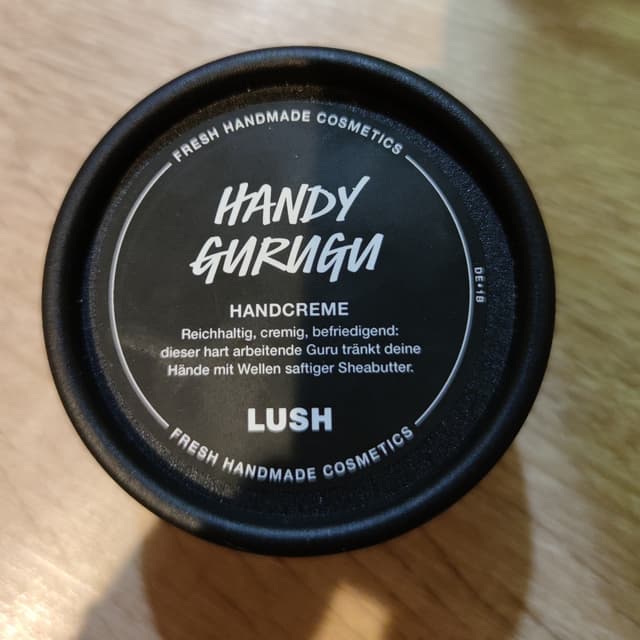 FRESH HANDMADE COSMETICS
HANDY
GURUGU
HANDCREME
Reichhaltig, cremig, befriedigend:
dieser hart arbeitende Guru tränkt deine
Hände mit Wellen saftiger Sheabutter.
LUSH
FRESH HANDMADE COSMETICS
DE+1B